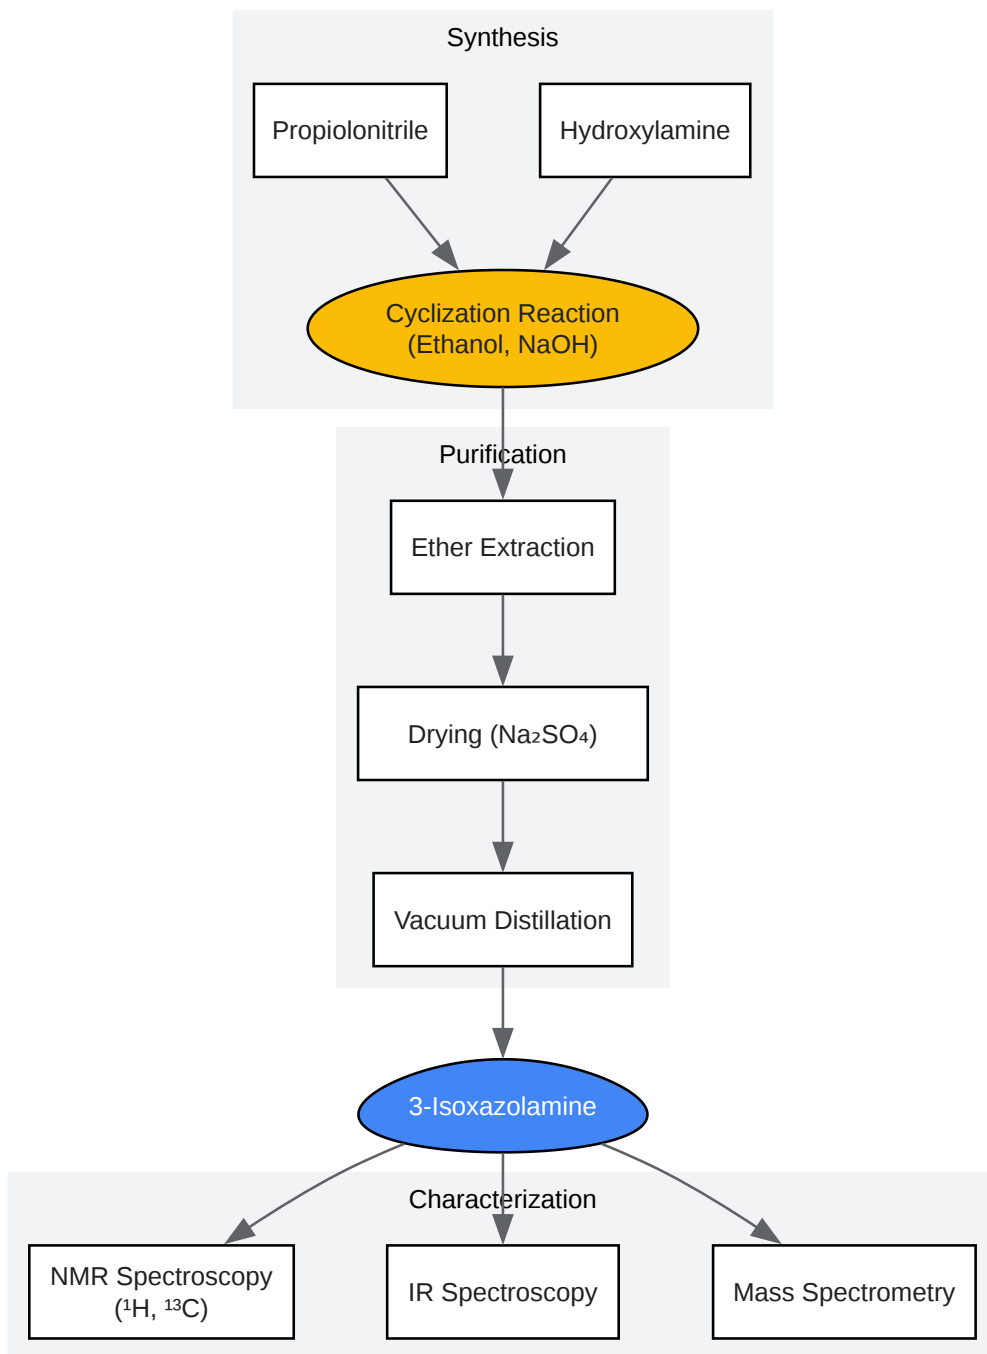 Synthesis
Propiolonitrile
Hydroxylamine
Cyclization Reaction
(Ethanol, NaOH)
Purification
Ether Extraction
Drying (Na₂SO₄)
Vacuum Distillation
3-Isoxazolamine
Characterization
NMR Spectroscopy
(¹H, ¹³C)
IR Spectroscopy
Mass Spectrometry